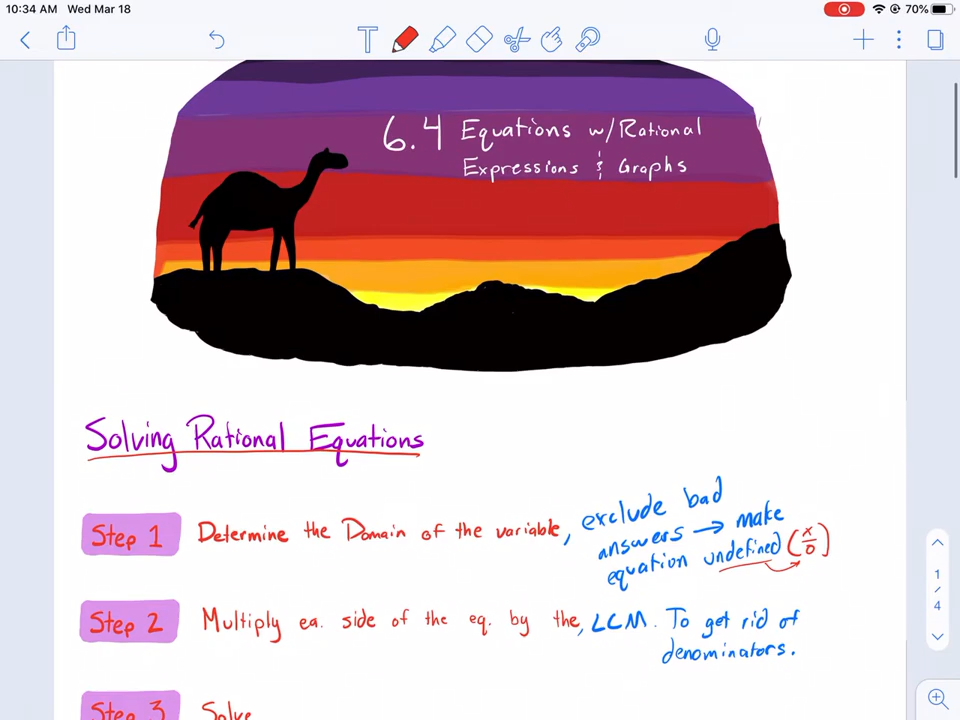 10:34 AM Wed Mar 18
70%
6.4 Equations w/Rational
Expressions & Graphs
Solving Rational Equations
Step 1 Determine the Domain of the variable, exclude bad
answers → make
equation undefined (x/0)
Step 2 Multiply ea. side of the eq. by the, LCM. To get rid of
denominators.
1
/
4
Step 3 Solve